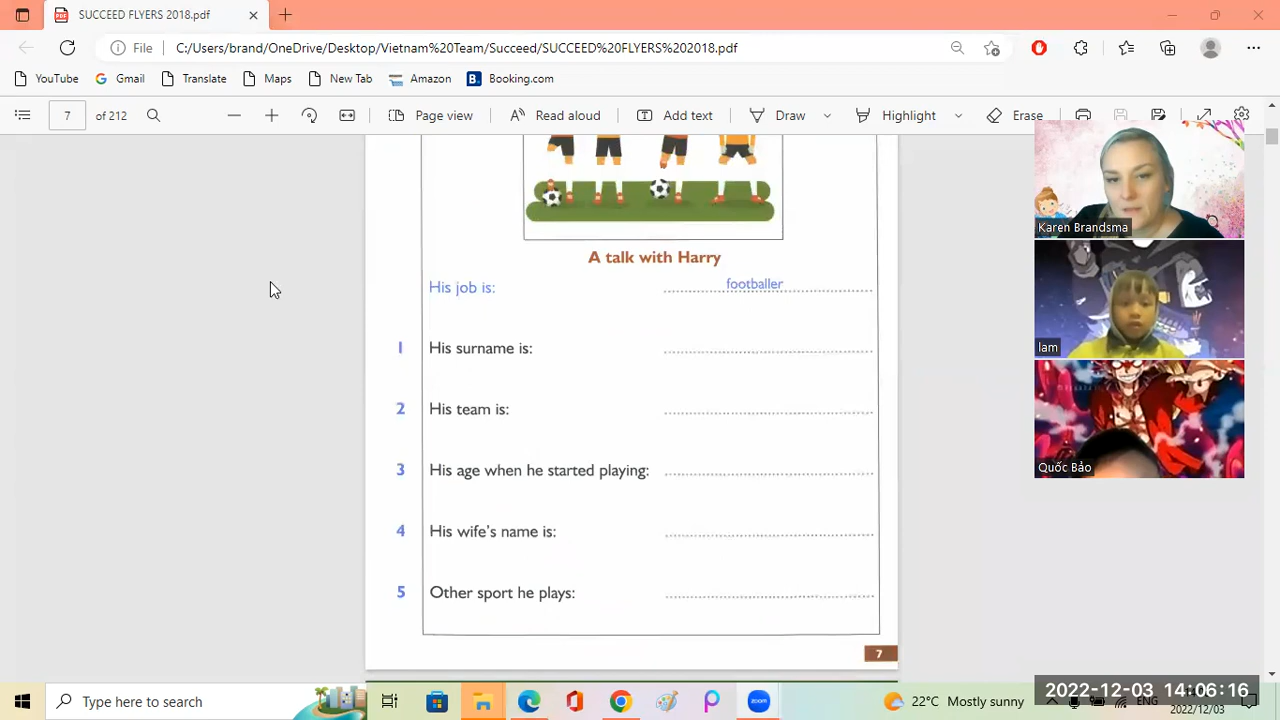 SUCCEED FLYERS 2018.pdf
File C:/Users/brand/OneDrive/Desktop/Vietnam%20Team/Succeed/SUCCEED%20FLYERS%202018.pdf
YouTube Gmail Translate Maps New Tab Amazon Booking.com
7 of 212 Page view Read aloud Add text Draw Highlight Erase
A talk with Harry
His job is: footballer
1 His surname is:
2 His team is:
3 His age when he started playing:
4 His wife's name is:
5 Other sport he plays:
7
Karen Brandsma
lam
Quốc Bảo
Type here to search
22°C Mostly sunny
ENG
2022-12-03 14:06:16
2022/12/03